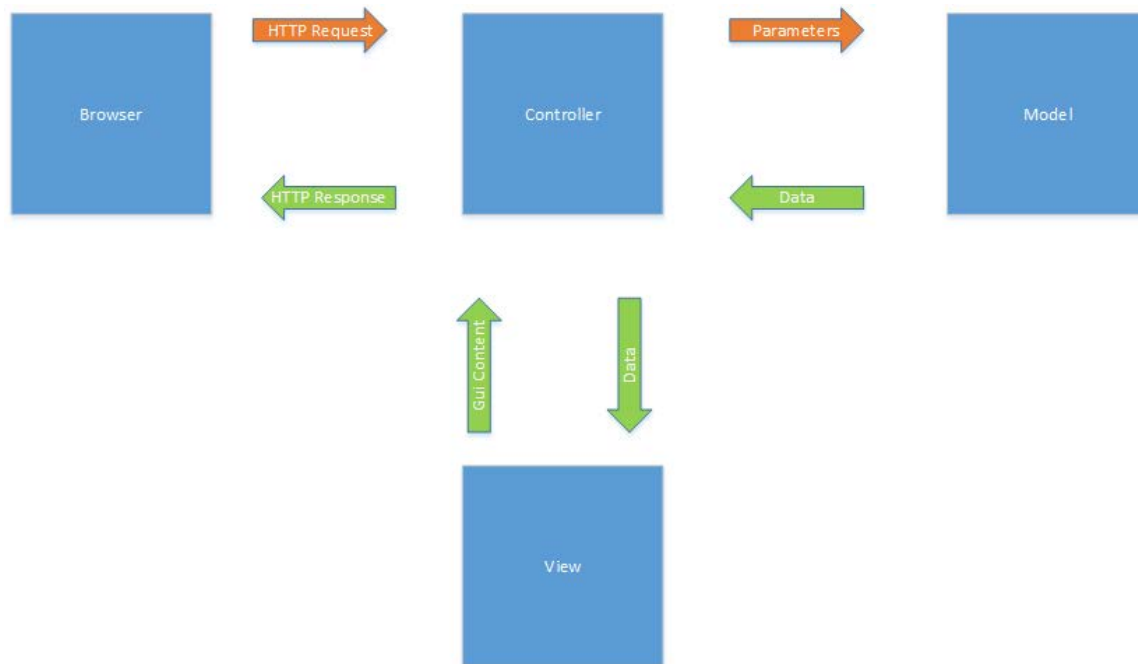 HTTP Request
Parameters
Browser
Controller
Model
HTTP Response
Data
Gui Content
Data
View